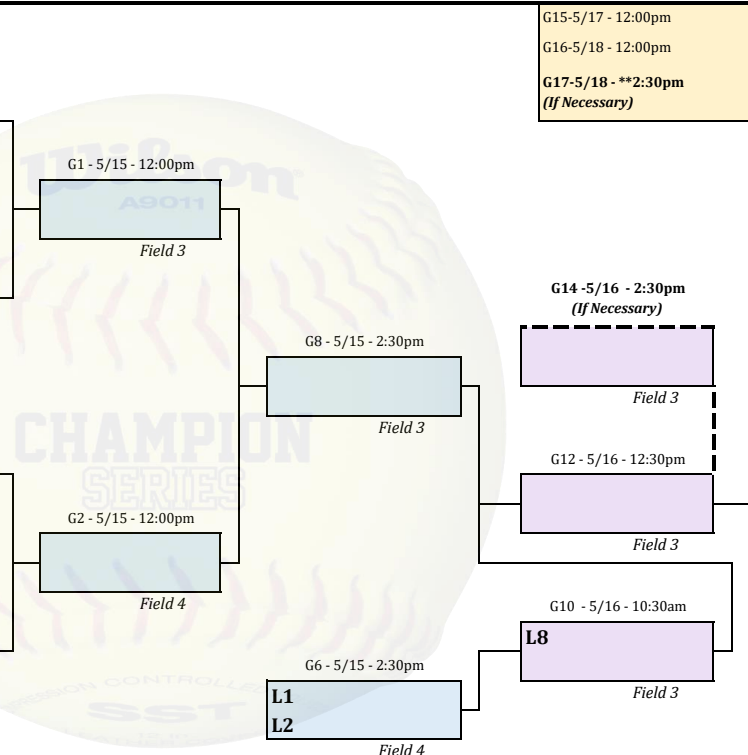 G15-5/17 - 12:00pm
G16-5/18 - 12:00pm
G17-5/18 - **2:30pm
(If Necessary)
G1 - 5/15 - 12:00pm
Wilson
A9011
Field 3
G14 -5/16  - 2:30pm
(If Necessary)
G8 - 5/15 - 2:30pm
Field 3
Field 3
CHAMPION
SERIES
G12 - 5/16 - 12:30pm
G2 - 5/15 - 12:00pm
Field 3
Field 4
G10  - 5/16 - 10:30am
L8
G6 - 5/15 - 2:30pm
Field 3
L1
L2
CONTROLLED
SST
Field 4